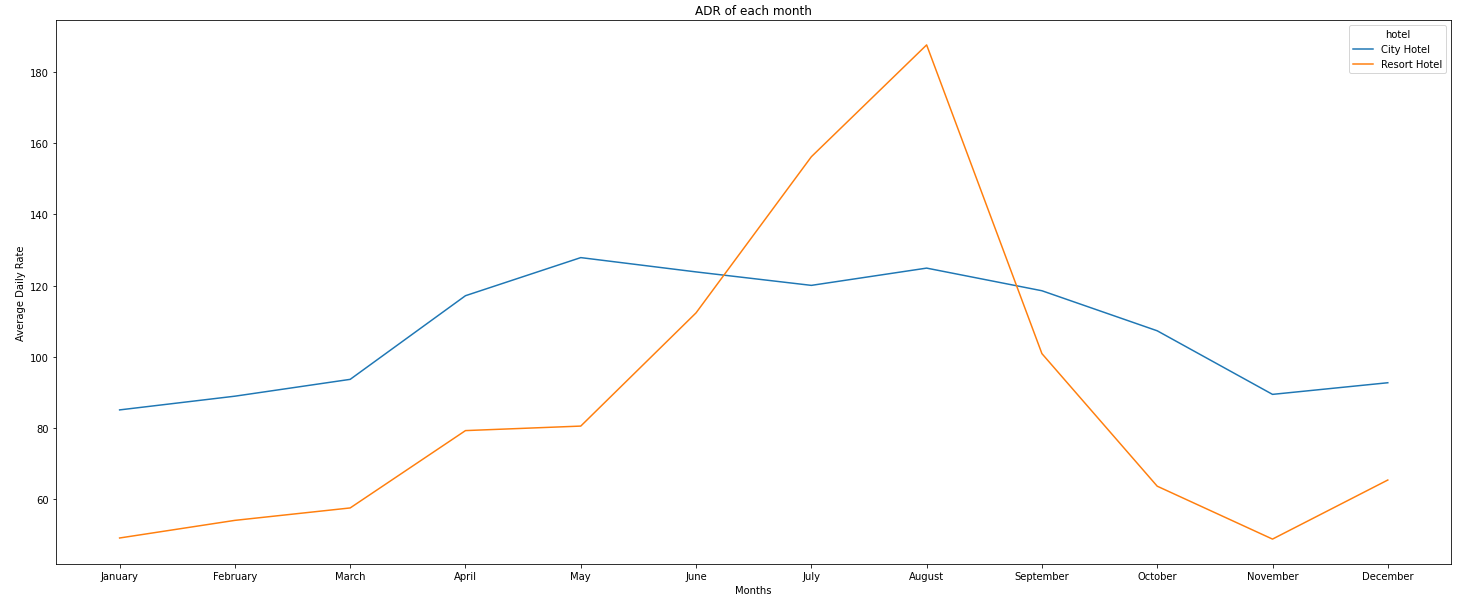 ADR of each month
hotel
City Hotel
Resort Hotel
180
160
140
120
100
80
60
Average Daily Rate
January February March April May June July August September October November December
Months